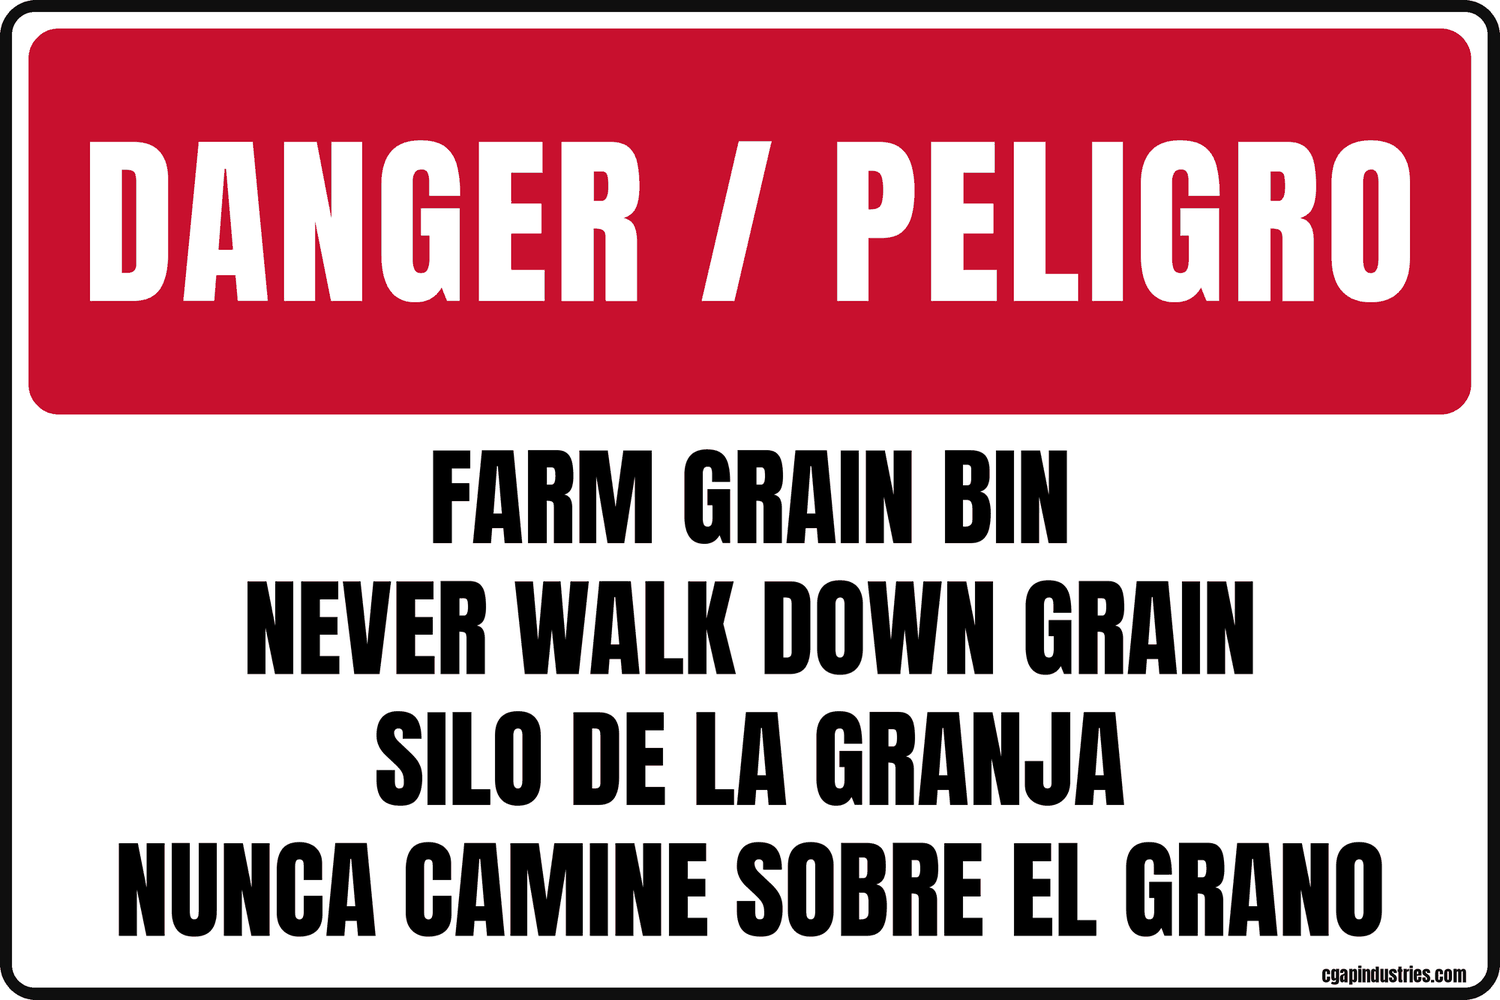 DANGER / PELIGRO
FARM GRAIN BIN
NEVER WALK DOWN GRAIN
SILO DE LA GRANJA
NUNCA CAMINE SOBRE EL GRANO
cgapindustries.com